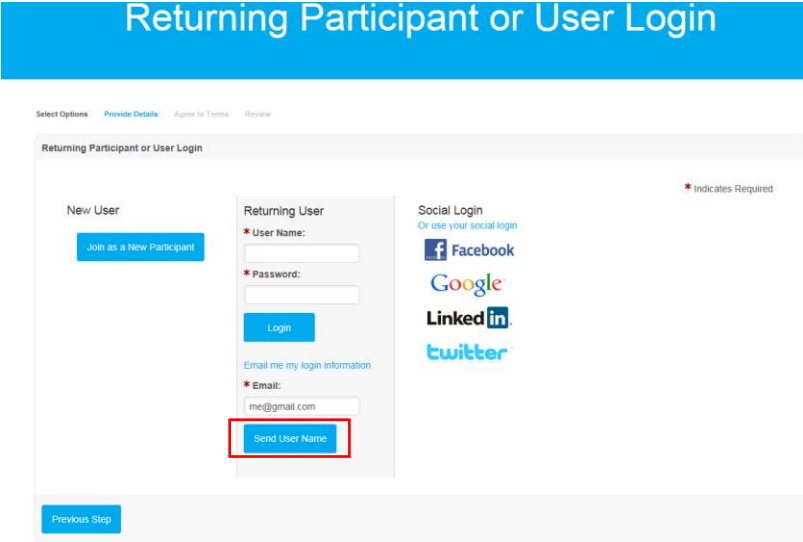 Returning Participant or User Login
Select Options Provide Details Agree to Terms Review
Returning Participant or User Login
* Indicates Required
New User
Join as a New Participant
Returning User
* User Name:
* Password:
Login
Email me my login information
* Email:
me@gmail.com
Send User Name
Social Login
Or use your social login
f Facebook
Google
Linked in.
twitter
Previous Step